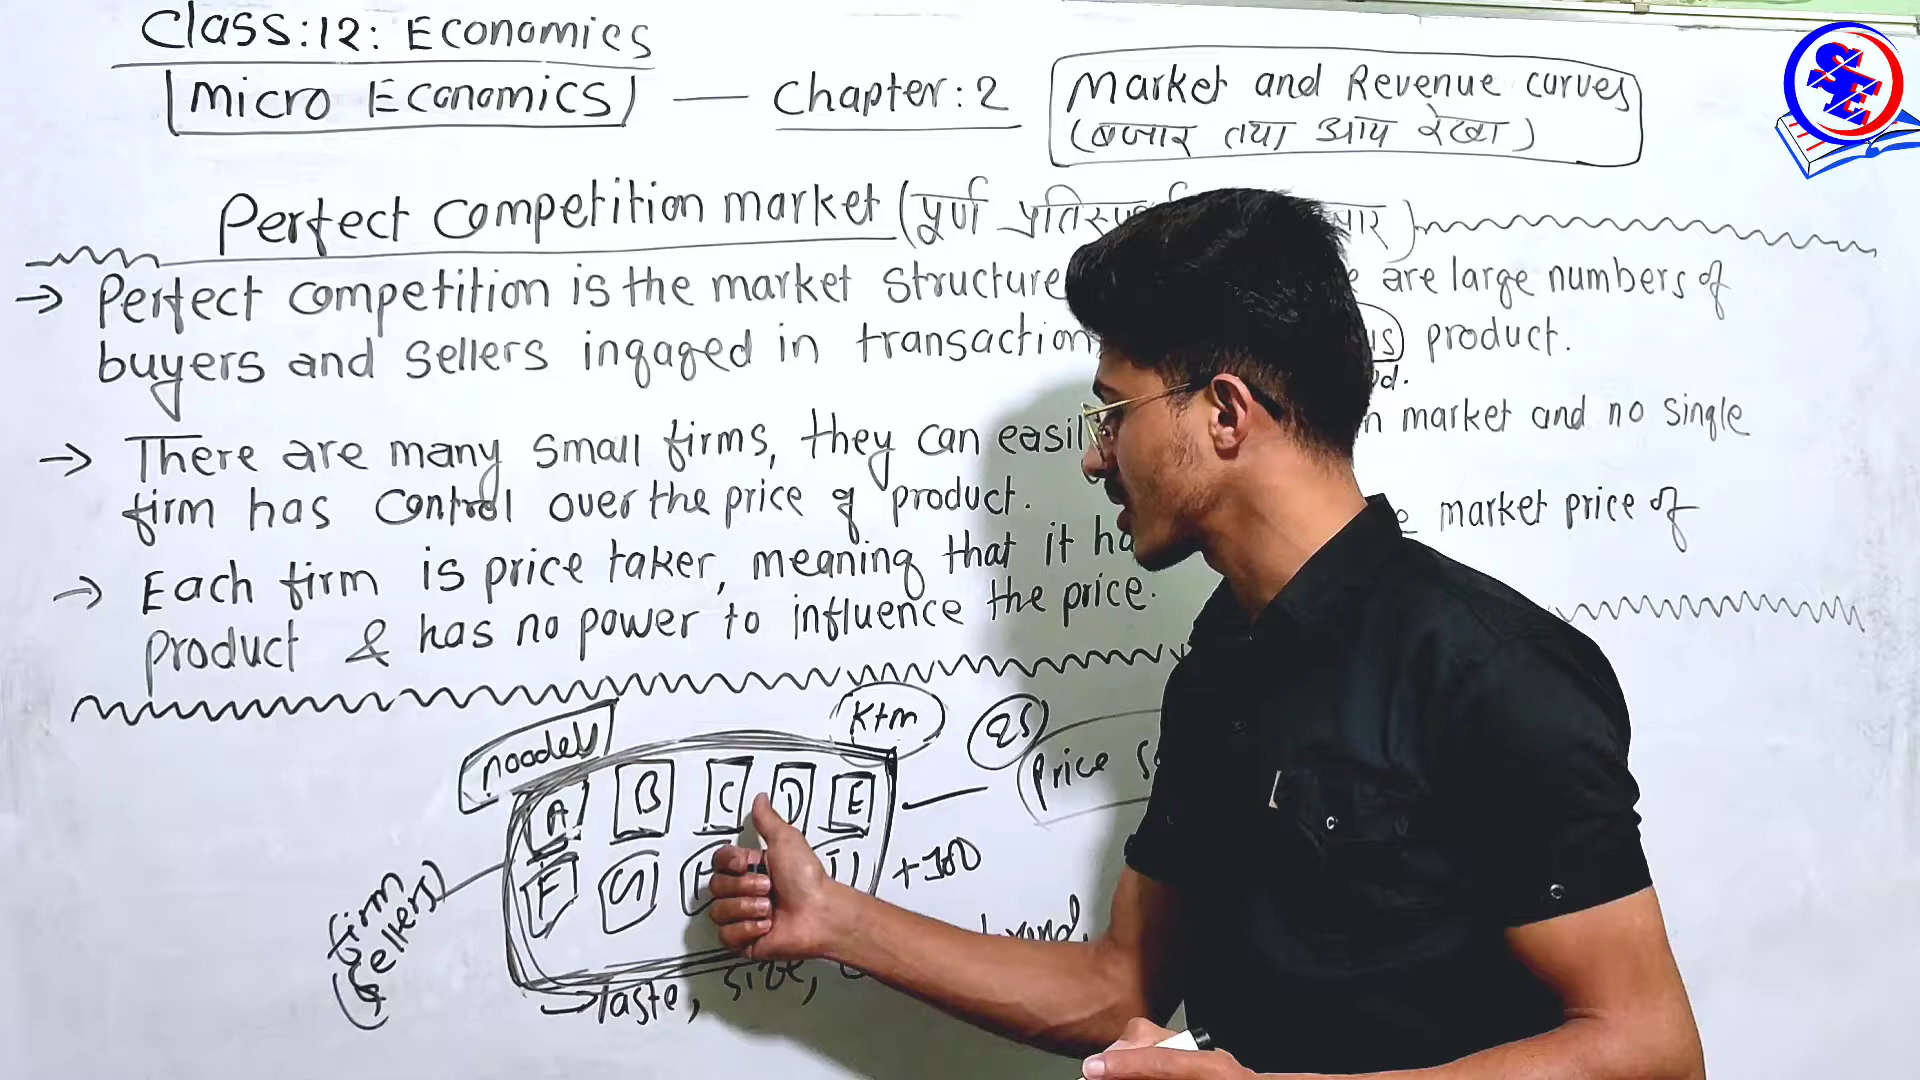 Class:12: Economics
Micro Economics — Chapter:2 Market and Revenue curves
(बजार तथा आय रेखा)
Perfect competition market (पूर्ण
→ Perfect competition is the market structure are large numbers of
buyers and sellers ingaged in transaction product.
→ There are many small firms, they can market and no single
firm has control over the price of product.
→ Each firm is price taker, meaning that it market price of
product & has no power to influence the price.
noodels
Ktm
25
price
A B C D E
F G
firm
(sellers)
→ Taste, size,